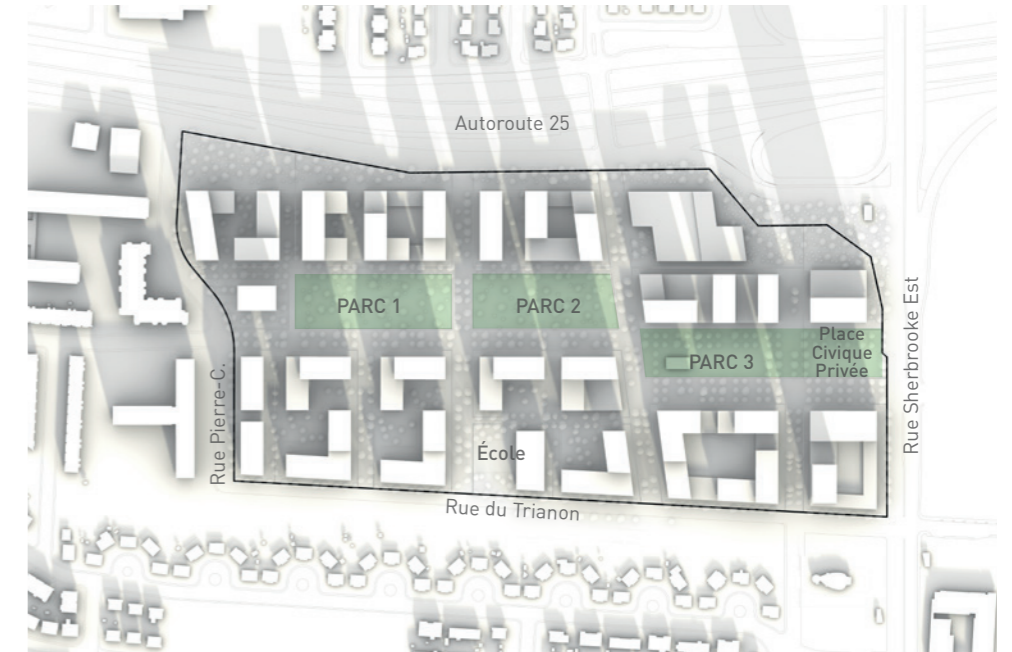 Autoroute 25
PARC 1
PARC 2
PARC 3
Place
Civique
Privée
Rue Sherbrooke Est
Rue Pierre-C.
École
Rue du Trianon